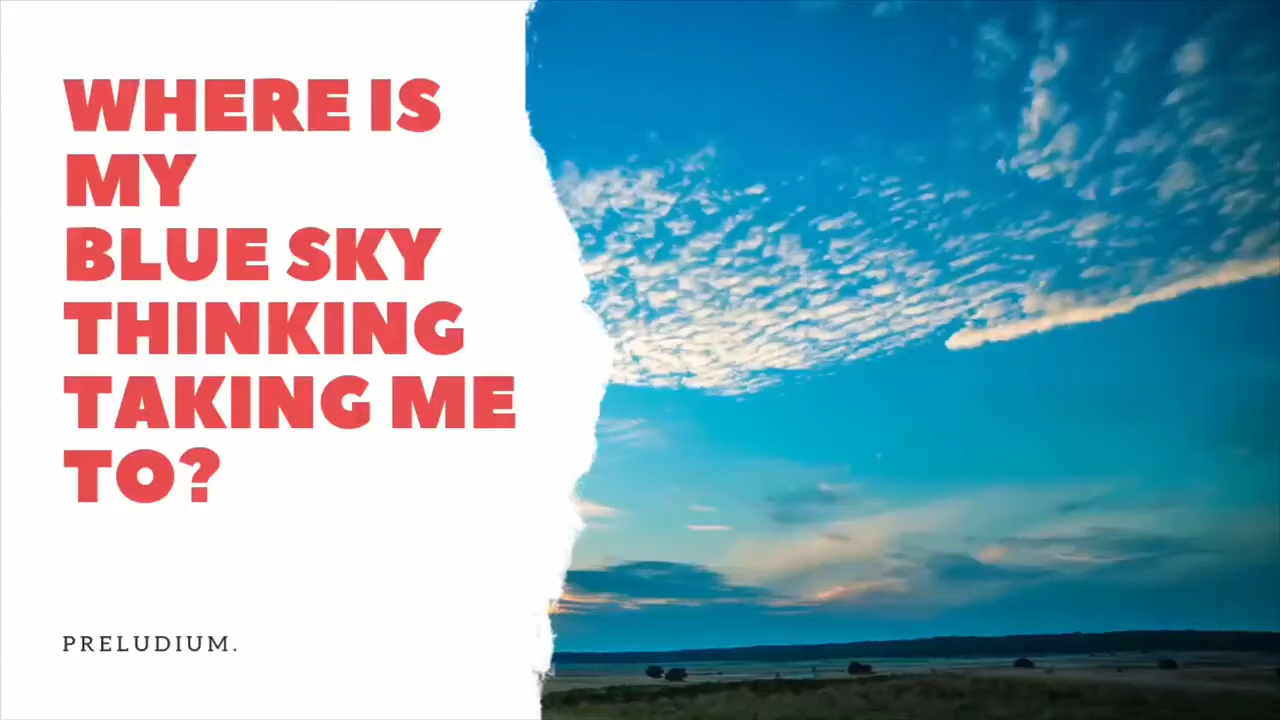 WHERE IS
MY
BLUE SKY
THINKING
TAKING ME
TO?
PRELUDIUM.